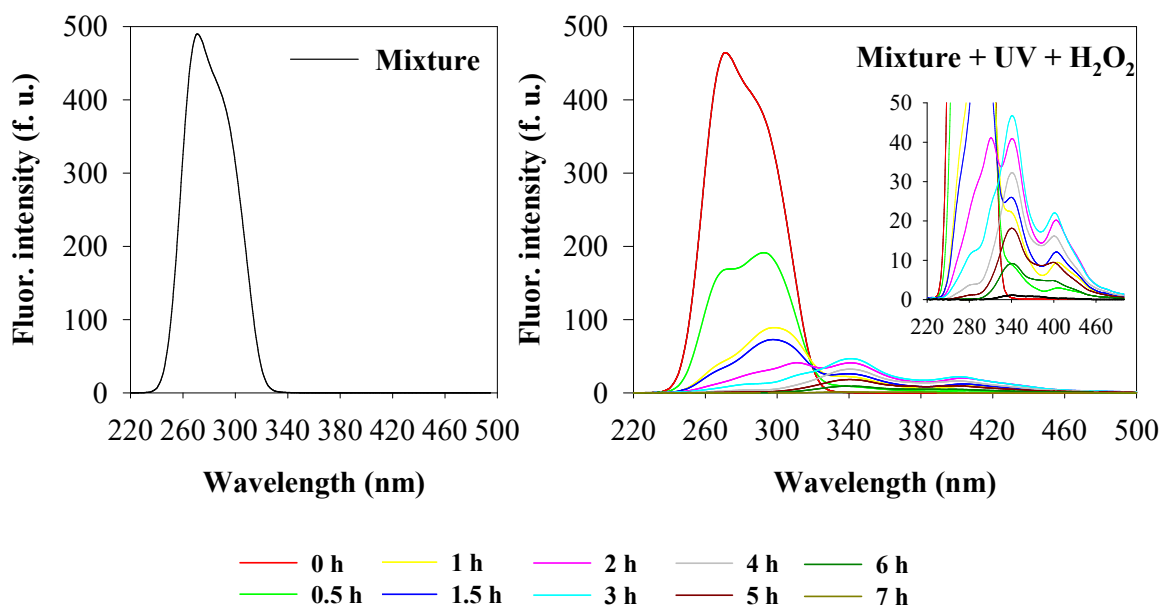 500
400
300
200
100
0
Fluor. intensity (f. u.)
Mixture
220 260 300 340 380 420 460 500
Wavelength (nm)
500
400
300
200
100
0
Fluor. intensity (f. u.)
Mixture + UV + H₂O₂
50
40
30
20
10
0
220 280 340 400 460
220 260 300 340 380 420 460 500
Wavelength (nm)
0 h 1 h 2 h 4 h 6 h
0.5 h 1.5 h 3 h 5 h 7 h